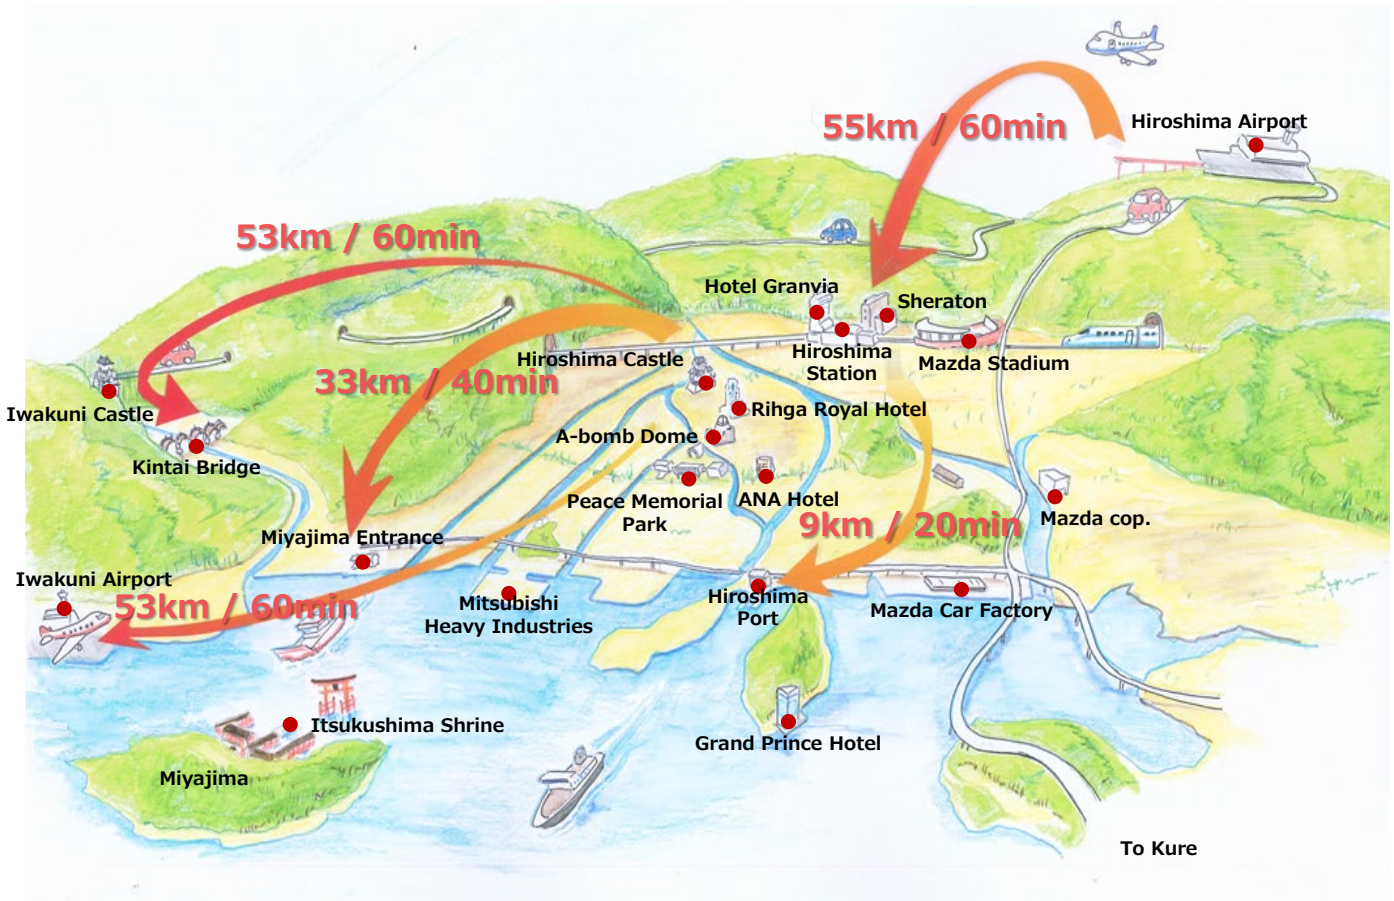 55km / 60min
Hiroshima Airport
53km / 60min
Hotel Granvia
Sheraton
Hiroshima
Station
Mazda Stadium
Hiroshima Castle
33km / 40min
Iwakuni Castle
Rihga Royal Hotel
A-bomb Dome
Kintai Bridge
Peace Memorial
Park
ANA Hotel
9km / 20min
Mazda cop.
Miyajima Entrance
Iwakuni Airport
53km / 60min
Mitsubishi
Heavy Industries
Hiroshima
Port
Mazda Car Factory
Itsukushima Shrine
Grand Prince Hotel
Miyajima
To Kure